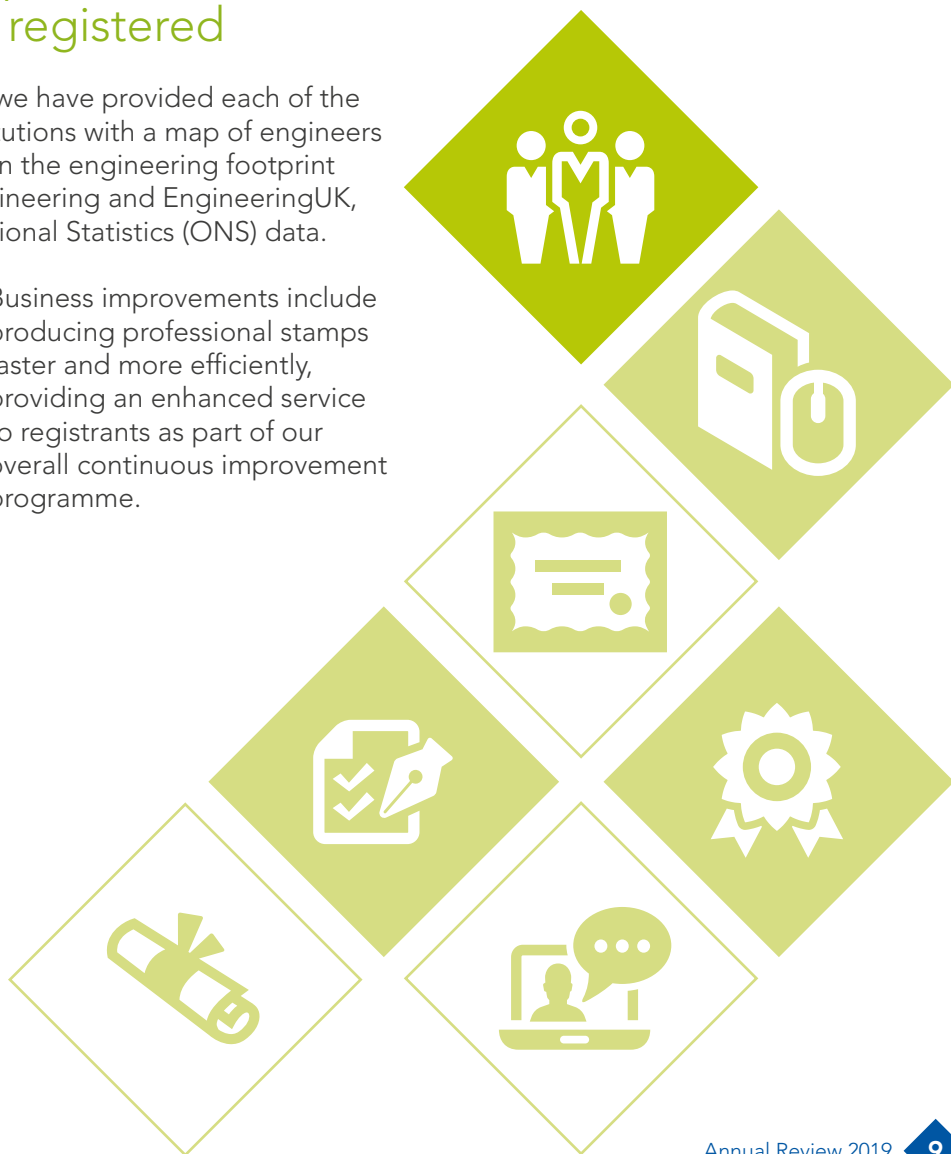 registered
we have provided each of the
utions with a map of engineers
n the engineering footprint
ineering and EngineeringUK,
ional Statistics (ONS) data.
Business improvements include
producing professional stamps
faster and more efficiently,
providing an enhanced service
to registrants as part of our
overall continuous improvement
programme.
Annual Review 2019
9